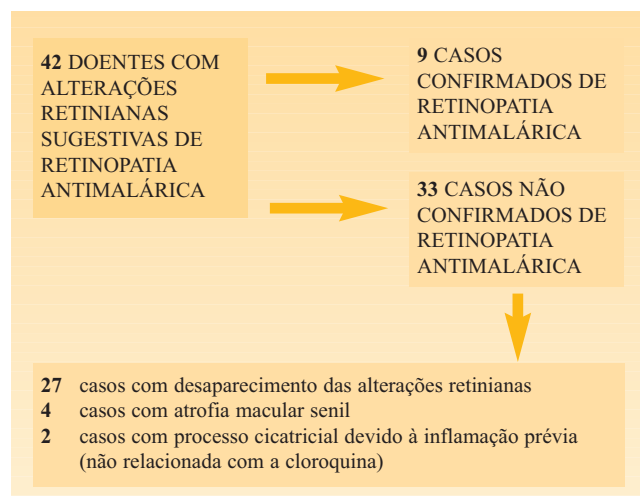 42 DOENTES COM
ALTERAÇÕES
RETINIANAS
SUGESTIVAS DE
RETINOPATIA
ANTIMALÁRICA
9 CASOS
CONFIRMADOS DE
RETINOPATIA
ANTIMALÁRICA
33 CASOS NÃO
CONFIRMADOS DE
RETINOPATIA
ANTIMALÁRICA
27 casos com desaparecimento das alterações retinianas
4 casos com atrofia macular senil
2 casos com processo cicatricial devido à inflamação prévia
(não relacionada com a cloroquina)